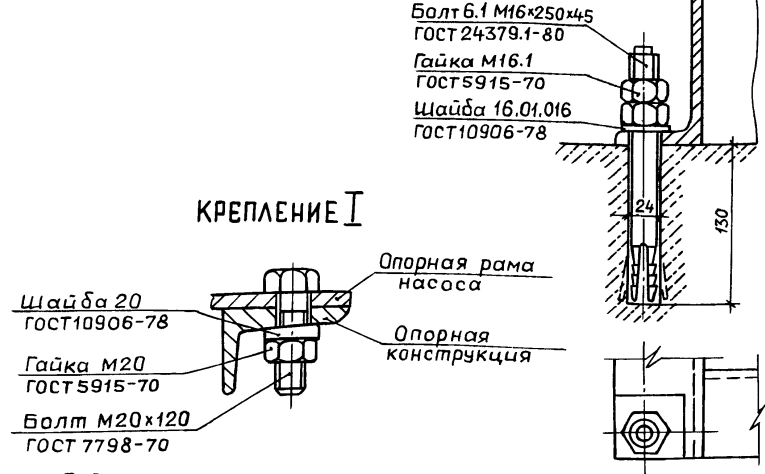 Болт 6.1 М16×250×45
ГОСТ 24379.1-80
Гайка М16.1
ГОСТ 5915-70
Шайба 16.01.016
ГОСТ 10906-78
24
130
КРЕПЛЕНИЕ I
Опорная рама
насоса
Шайба 20
ГОСТ 10906-78
Опорная
конструкция
Гайка М20
ГОСТ 5915-70
Болт М20×120
ГОСТ 7798-70